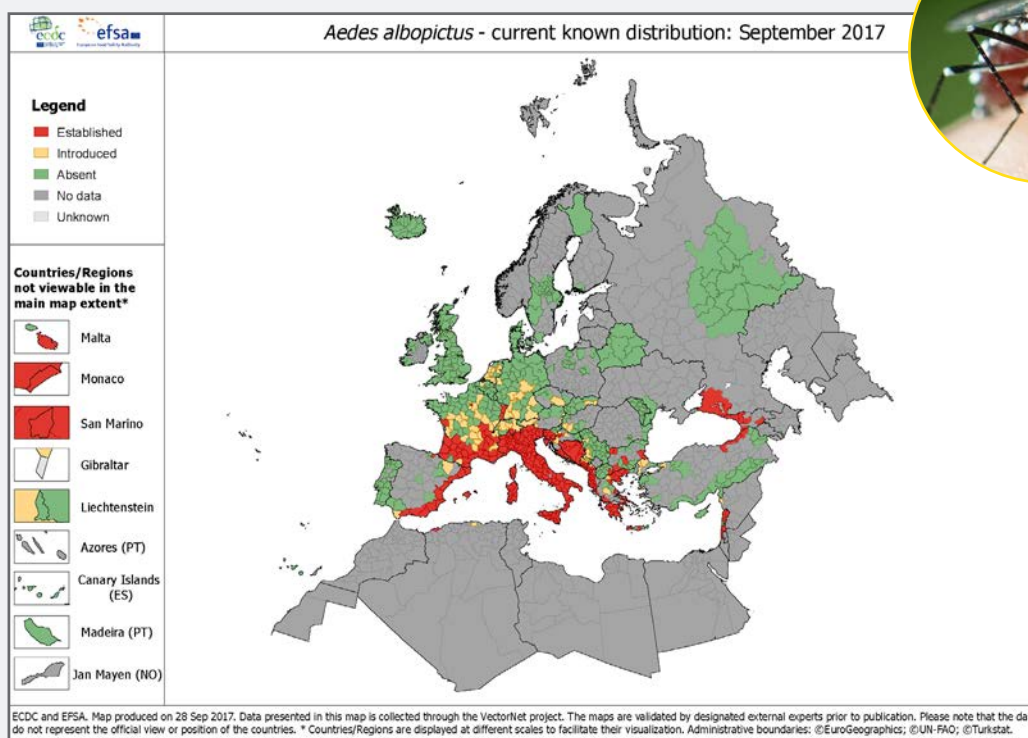 ecdc
efsa
European Food Safety Authority
Aedes albopictus - current known distribution: September 2017
Legend
Established
Introduced
Absent
No data
Unknown
Countries/Regions
not viewable in the
main map extent*
Malta
Monaco
San Marino
Gibraltar
Liechtenstein
Azores (PT)
Canary Islands
(ES)
Madeira (PT)
Jan Mayen (NO)
ECDC and EFSA. Map produced on 28 Sep 2017. Data presented in this map is collected through the VectorNet project. The maps are validated by designated external experts prior to publication. Please note that the da
do not represent the official view or position of the countries. * Countries/Regions are displayed at different scales to facilitate their visualization. Administrative boundaries: ©EuroGeographics; ©UN-FAO; ©Turkstat.